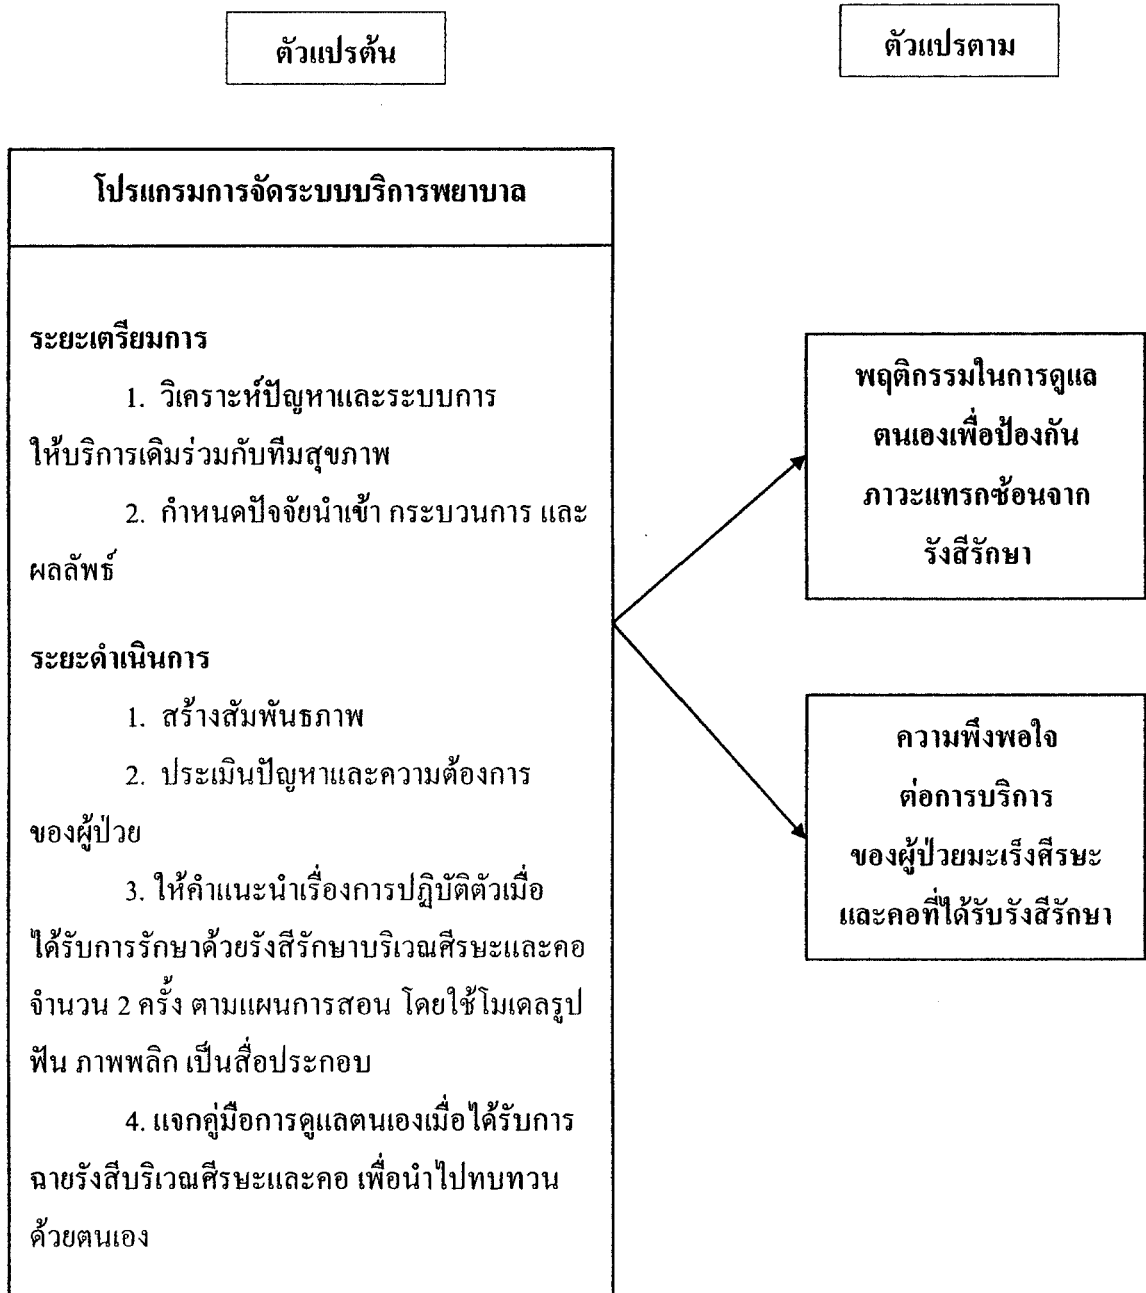 ตัวแปรต้น
ตัวแปรตาม
โปรแกรมการจัดระบบบริการพยาบาล
ระยะเตรียมการ
1. วิเคราะห์ปัญหาและระบบการ
ให้บริการเดิมร่วมกับทีมสุขภาพ
2. กำหนดปัจจัยนำเข้า กระบวนการ และ
ผลลัพธ์
ระยะดำเนินการ
1. สร้างสัมพันธภาพ
2. ประเมินปัญหาและความต้องการ
ของผู้ป่วย
3. ให้คำแนะนำเรื่องการปฏิบัติตัวเมื่อ
ได้รับการรักษาด้วยรังสีรักษาบริเวณศีรษะและคอ
จำนวน 2 ครั้ง ตามแผนการสอน โดยใช้โมเดลรูป
ฟัน ภาพพลิก เป็นสื่อประกอบ
4. แจกคู่มือการดูแลตนเองเมื่อได้รับการ
ฉายรังสีบริเวณศีรษะและคอ เพื่อนำไปทบทวน
ด้วยตนเอง
พฤติกรรมในการดูแล
ตนเองเพื่อป้องกัน
ภาวะแทรกซ้อนจาก
รังสีรักษา
ความพึงพอใจ
ต่อการบริการ
ของผู้ป่วยมะเร็งศีรษะ
และคอที่ได้รับรังสีรักษา